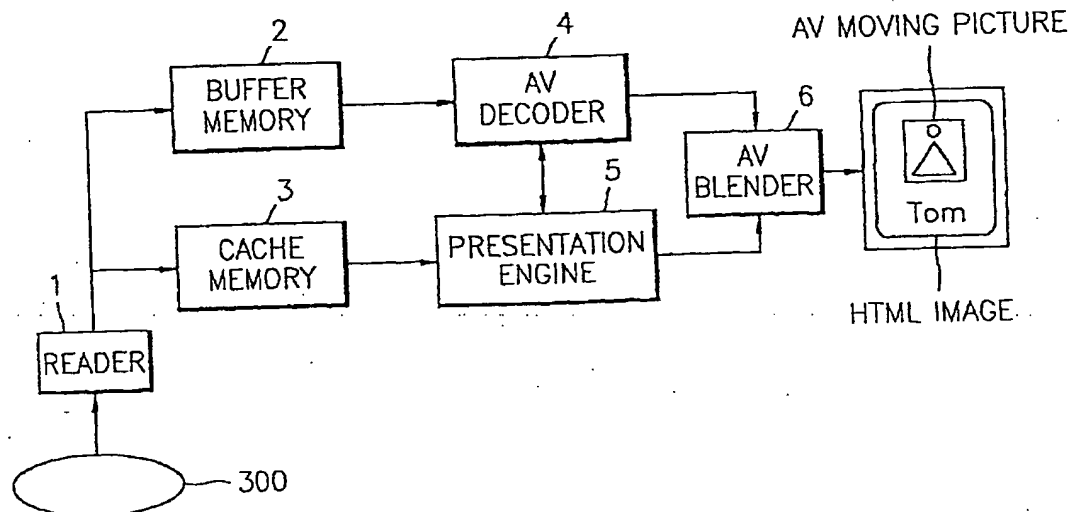 AV MOVING PICTURE
2
4
BUFFER
MEMORY
AV
DECODER
6
AV
BLENDER
3
5
CACHE
MEMORY
PRESENTATION
ENGINE
Tom
HTML IMAGE
1
READER
300